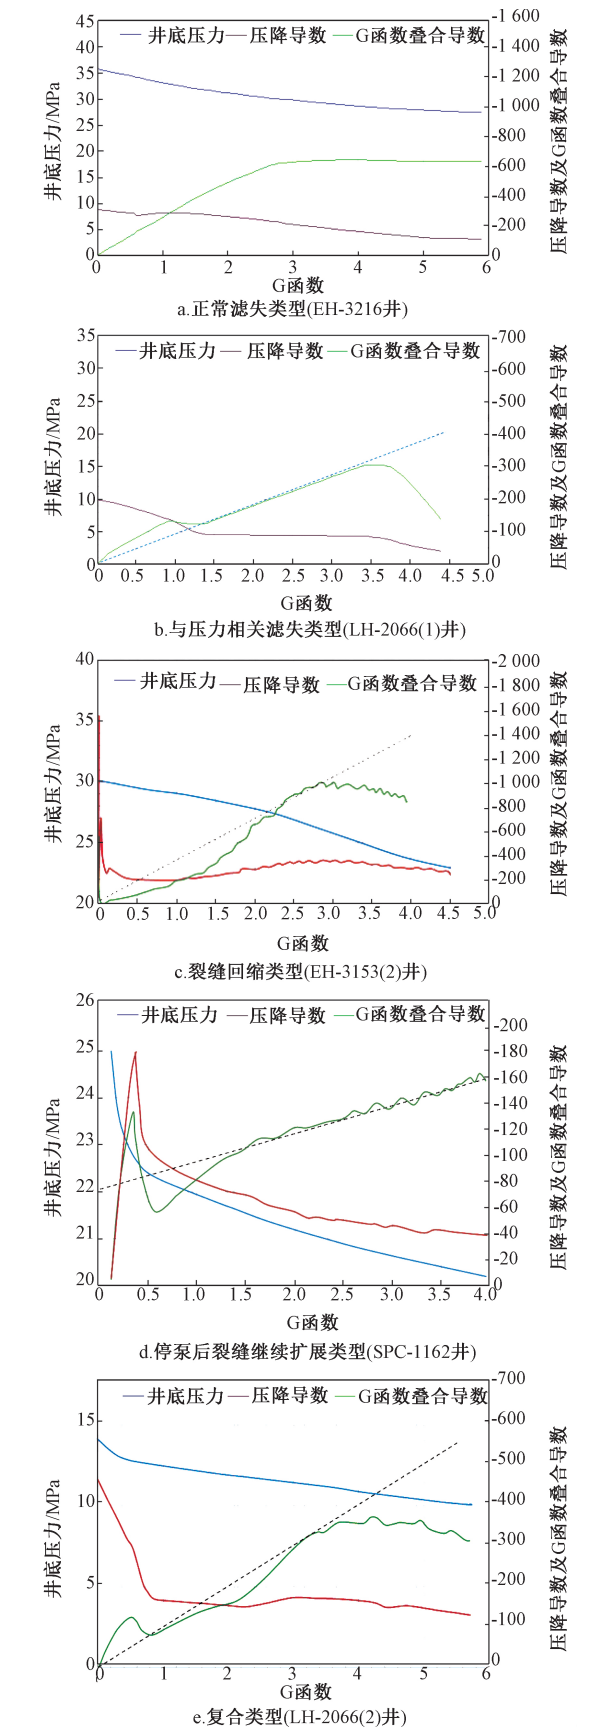 井底压力 压降导数 G函数叠合导数
井底压力/MPa
45
40
35
30
25
20
15
10
5
0
-1 600
-1 400
-1 200
-1 000
-800
-600
-400
-200
0
压降导数及G函数叠合导数
0 1 2 3 4 5 6
G函数
a.正常滤失类型(EH-3216井)
井底压力 压降导数 G函数叠合导数
井底压力/MPa
35
30
25
20
15
10
5
0
-700
-600
-500
-400
-300
-200
-100
0
压降导数及G函数叠合导数
0 0.5 1.0 1.5 2.0 2.5 3.0 3.5 4.0 4.5 5.0
G函数
b.与压力相关滤失类型(LH-2066(1)井)
井底压力 压降导数 G函数叠合导数
井底压力/MPa
40
35
30
25
20
-2 000
-1 800
-1 600
-1 400
-1 200
-1 000
-800
-600
-400
-200
0
压降导数及G函数叠合导数
0 0.5 1.0 1.5 2.0 2.5 3.0 3.5 4.0 4.5 5.0
G函数
c.裂缝回缩类型(EH-3153(2)井)
井底压力 压降导数 G函数叠合导数
井底压力/MPa
26
25
24
23
22
21
20
-200
-180
-160
-140
-120
-100
-80
-60
-40
-20
0
压降导数及G函数叠合导数
0 0.5 1.0 1.5 2.0 2.5 3.0 3.5 4.0
G函数
d.停泵后裂缝继续扩展类型(SPC-1162井)
井底压力 压降导数 G函数叠合导数
井底压力/MPa
15
10
5
0
-700
-600
-500
-400
-300
-200
-100
0
压降导数及G函数叠合导数
0 1 2 3 4 5 6
G函数
e.复合类型(LH-2066(2)井)